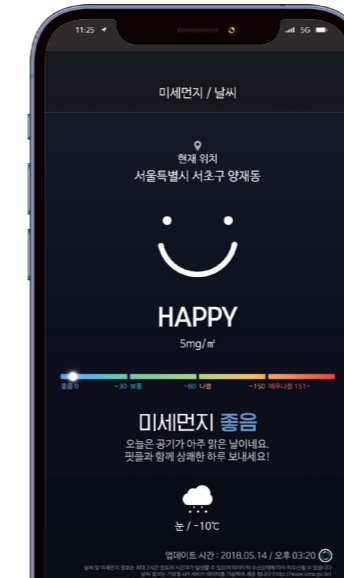 11:25
5G
미세먼지 / 날씨
현재 위치
서울특별시 서초구 양재동
HAPPY
5mg/㎥
좋음 0 ~30 보통 ~80 나쁨 ~150 매우나쁨 151~
미세먼지 좋음
오늘은 공기가 아주 맑은 날이네요.
핏플과 함께 상쾌한 하루 보내세요!
눈 / -10℃
업데이트 시간 : 2018.05.14 / 오후 03:20